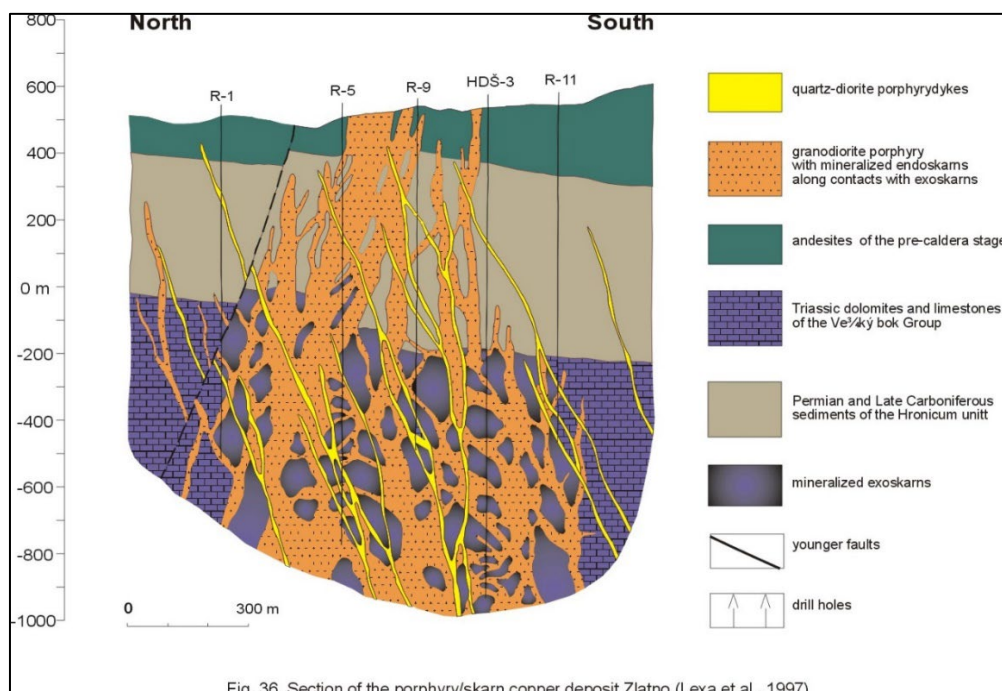 North
South
800
600
400
200
0 m
-200
-400
-600
-800
-1000
R-1
R-5
R-9
HDŠ-3
R-11
0
300 m
quartz-diorite porphyrydykes
granodiorite porphyry
with mineralized endoskarns
along contacts with exoskarns
andesites of the pre-caldera stage
Triassic dolomites and limestones
of the Ve¾ký bok Group
Permian and Late Carboniferous
sediments of the Hronicum unitt
mineralized exoskarns
younger faults
drill holes
Fig. 36 Section of the porphyry/skarn copper deposit Zlatno (Lexa et al., 1997)